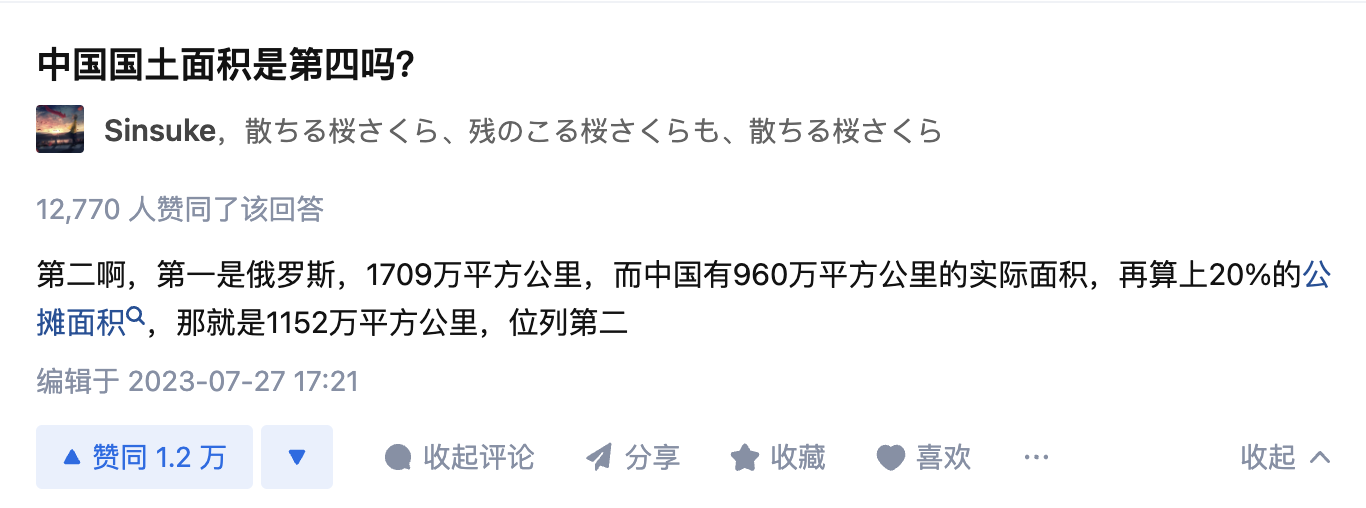 中国国土面积是第四吗?
Sinsuke，散ちる桜さくら、残のこる桜さくらも、散ちる桜さくら
12,770 人赞同了该回答
第二啊，第一是俄罗斯，1709万平方公里，而中国有960万平方公里的实际面积，再算上20%的公
摊面积，那就是1152万平方公里，位列第二
编辑于 2023-07-27 17:21
赞同 1.2 万 收起评论 分享 收藏 喜欢 ··· 收起